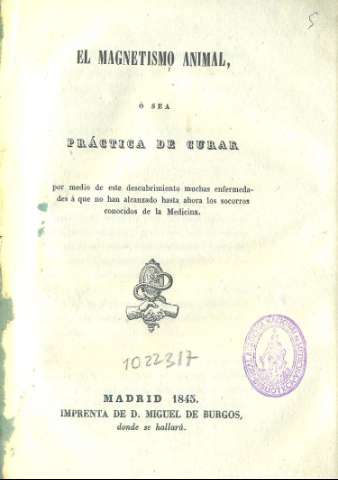 5
EL MAGNETISMO ANIMAL,
Ó SEA
PRÁCTICA DE CURAR
por medio de este descubrimiento muchas enfermeda-
des á que no han alcanzado hasta ahora los socorros
conocidos de la Medicina.
1022317
MADRID 1845.
IMPRENTA DE D. MIGUEL DE BURGOS,
donde se hallará.